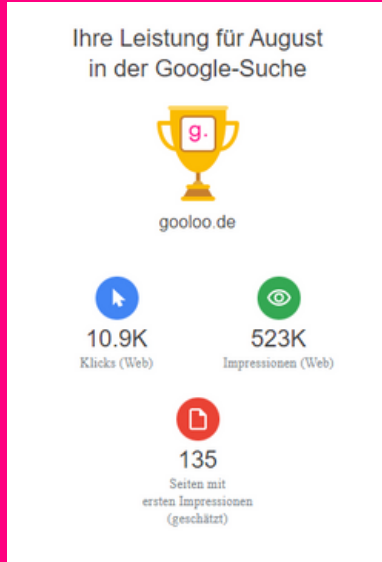 Ihre Leistung für August
in der Google-Suche
g.
gooloo.de
10.9K
Klicks (Web)
523K
Impressionen (Web)
135
Seiten mit
ersten Impressionen
(geschätzt)